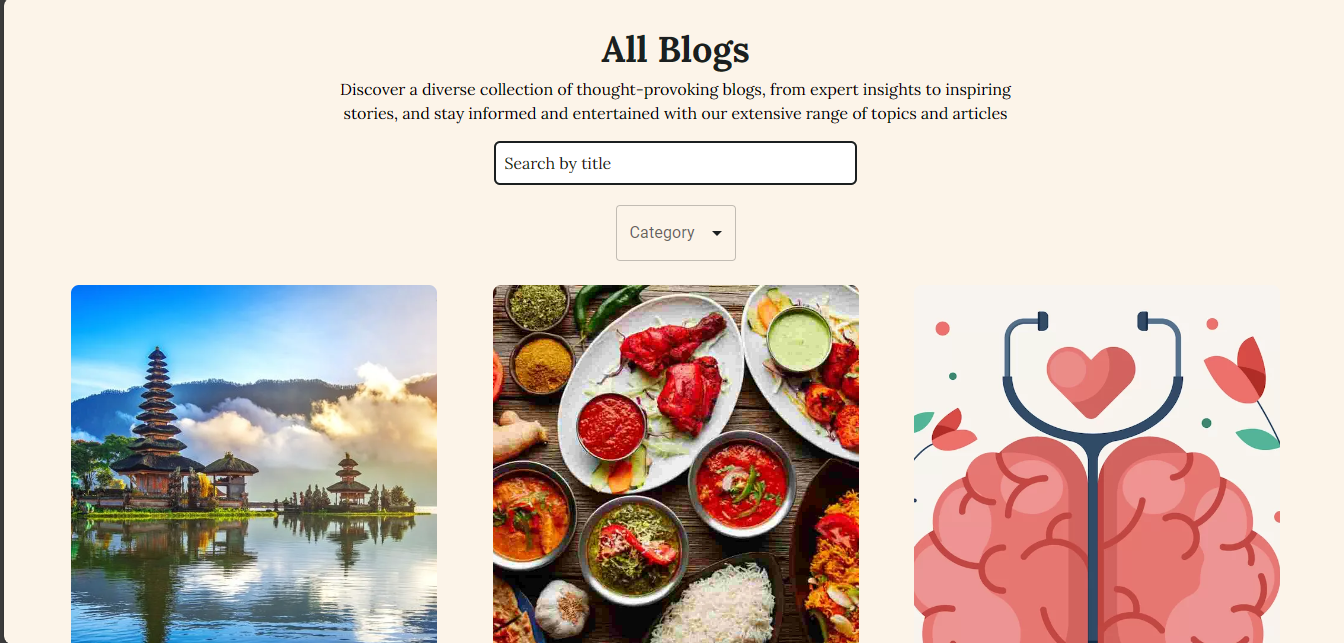 All Blogs
Discover a diverse collection of thought-provoking blogs, from expert insights to inspiring
stories, and stay informed and entertained with our extensive range of topics and articles
Search by title
Category